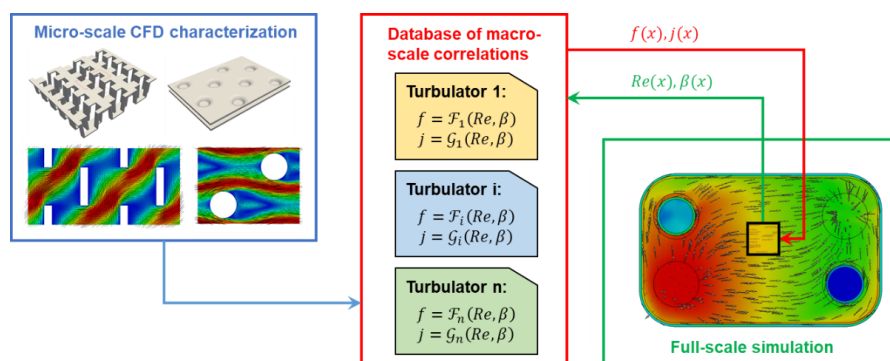 Micro-scale CFD characterization
Database of macro-
scale correlations
Turbulator 1:
f = ℱ₁(Re, β)
j = 𝒢₁(Re, β)
Turbulator i:
f = ℱᵢ(Re, β)
j = 𝒢ᵢ(Re, β)
Turbulator n:
f = ℱₙ(Re, β)
j = 𝒢ₙ(Re, β)
f(x), j(x)
Re(x), β(x)
Full-scale simulation